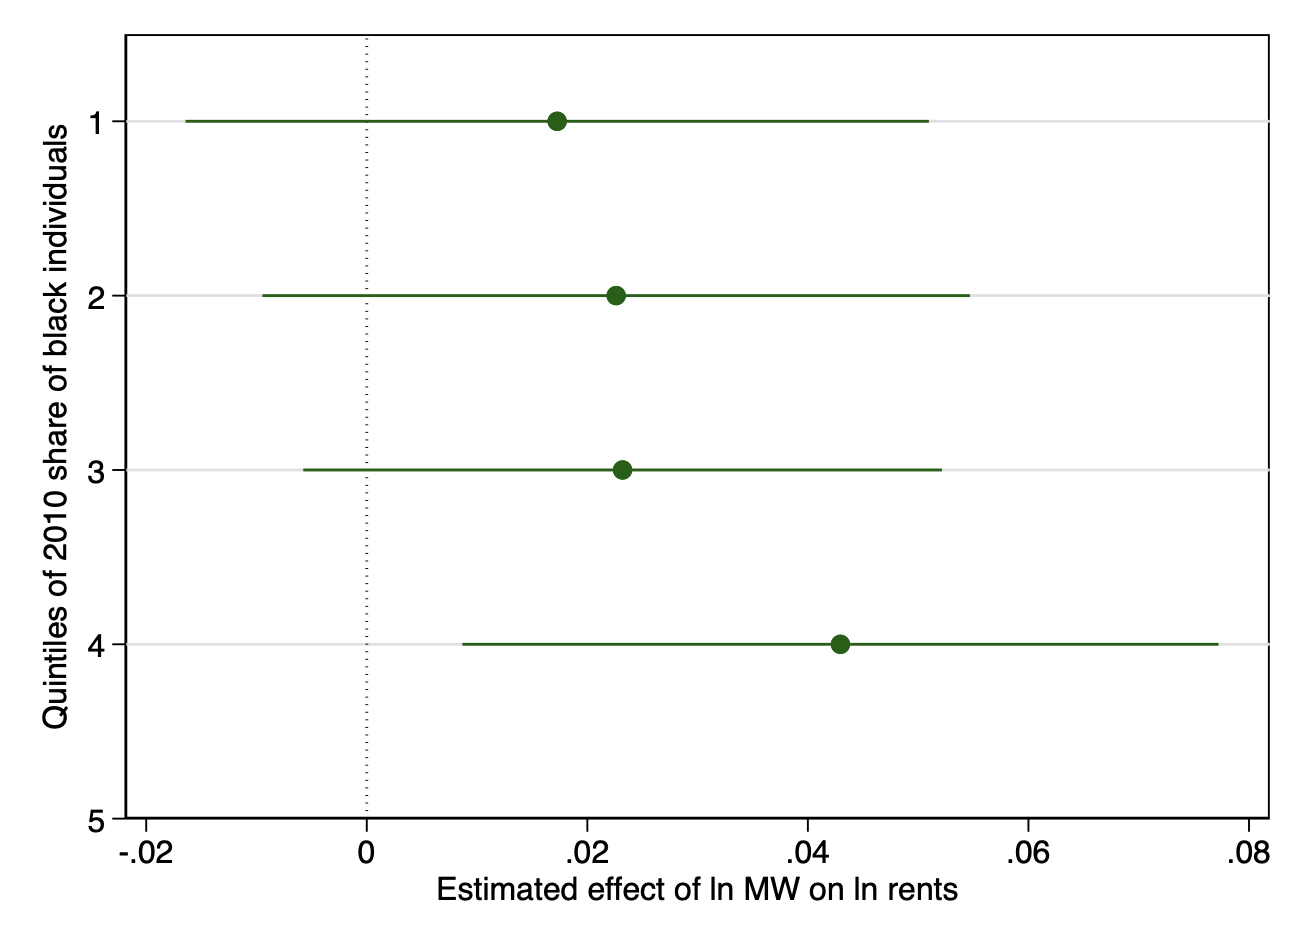 Quintiles of 2010 share of black individuals
1
2
3
4
5
-.02 0 .02 .04 .06 .08
Estimated effect of ln MW on ln rents